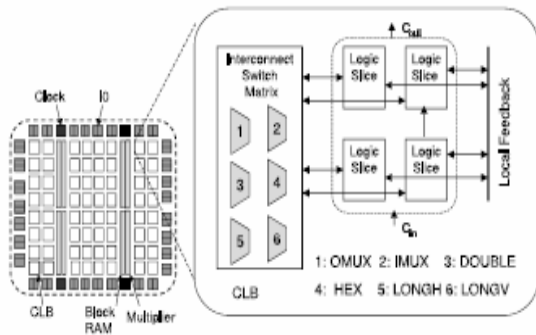 Clock
IO
CLB
Block
RAM
Multiplier
Interconnect
Switch
Matrix
1
2
3
4
5
6
CLB
Cout
Logic
Slice
Logic
Slice
Logic
Slice
Logic
Slice
Cin
Local Feedback
1: OMUX 2: IMUX 3: DOUBLE
4: HEX 5: LONGH 6: LONGV